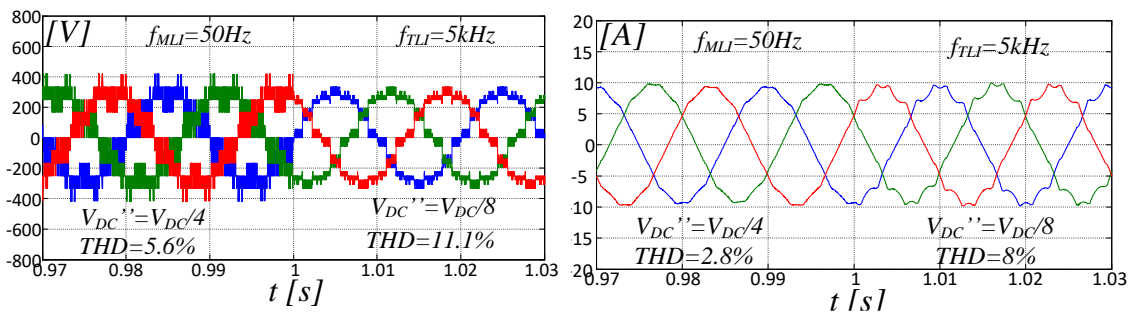 800
[V]
f_MLI=50Hz
f_TLI=5kHz
600
400
200
0
-200
-400
V_DC''=V_DC/4
V_DC''=V_DC/8
-600
THD=5.6%
THD=11.1%
-800
0.97 0.98 0.99 1 1.01 1.02 1.03
t [s]
20
[A]
f_MLI=50Hz
f_TLI=5kHz
15
10
5
0
-5
-10
V_DC''=V_DC/4
V_DC''=V_DC/8
-15
THD=2.8%
THD=8%
-20
0.97 0.98 0.99 1 1.01 1.02 1.03
t [s]